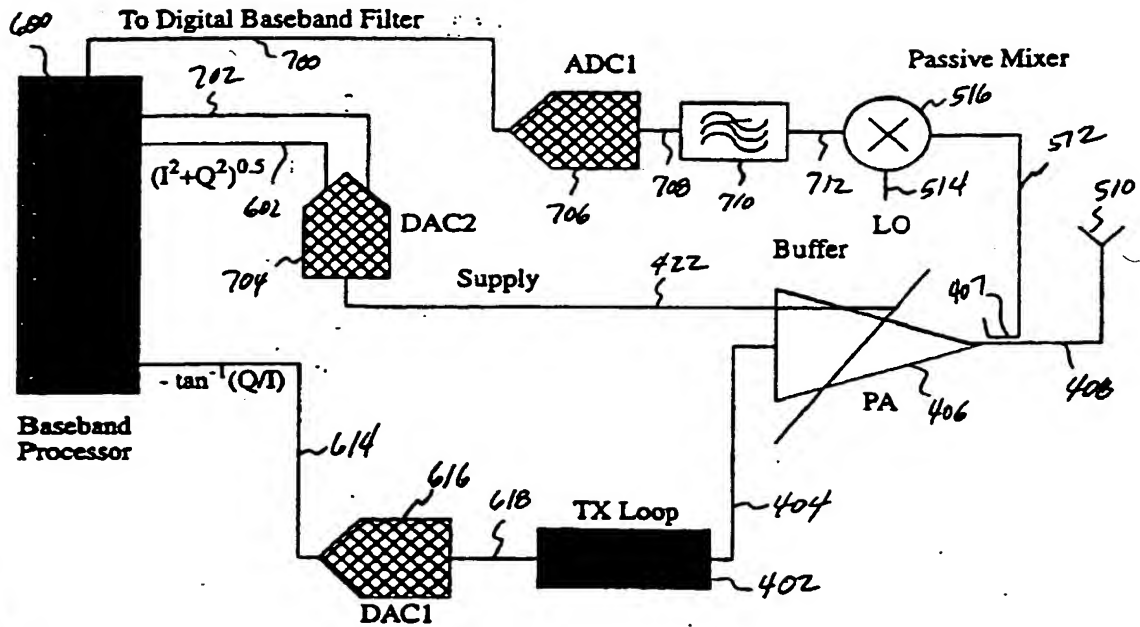 600
To Digital Baseband Filter
700
702
ADC1
Passive Mixer
516
572
510
(I²+Q²)^0.5
602
DAC2
704
706
708
710
712
514
LO
Supply
422
Buffer
407
408
PA
406
- tan⁻¹(Q/I)
Baseband
Processor
614
616
618
TX Loop
404
402
DAC1